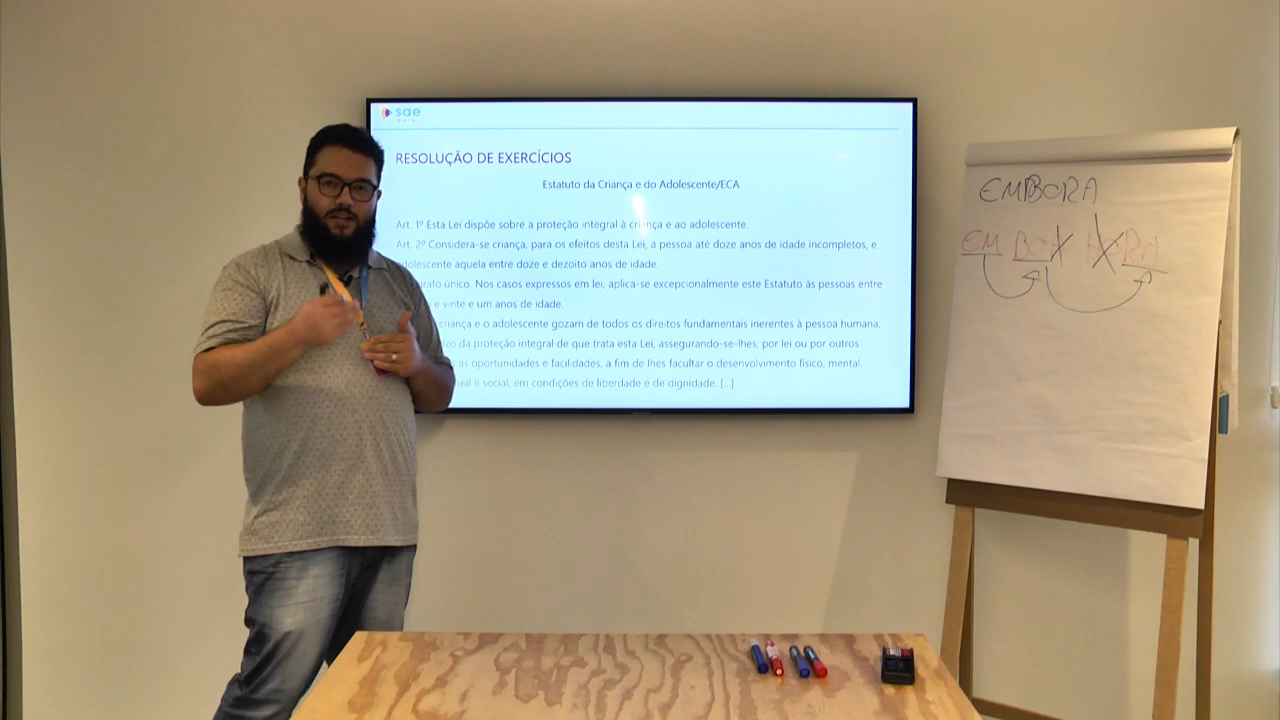 sae
RESOLUÇÃO DE EXERCÍCIOS
Estatuto da Criança e do Adolescente/ECA
Art. 1º Esta Lei dispõe sobre a proteção integral à criança e ao adolescente.
Art. 2º Considera-se criança, para os efeitos desta Lei, a pessoa até doze anos de idade incompletos, e
adolescente aquela entre doze e dezoito anos de idade.
único. Nos casos expressos em lei, aplica-se excepcionalmente este Estatuto às pessoas entre
e vinte e um anos de idade.
criança e o adolescente gozam de todos os direitos fundamentais inerentes à pessoa humana,
da proteção integral de que trata esta Lei, assegurando-se-lhes, por lei ou por outros
as oportunidades e facilidades, a fim de lhes facultar o desenvolvimento físico, mental,
e social, em condições de liberdade e de dignidade. [...]
EMBORA
EM BOA RA